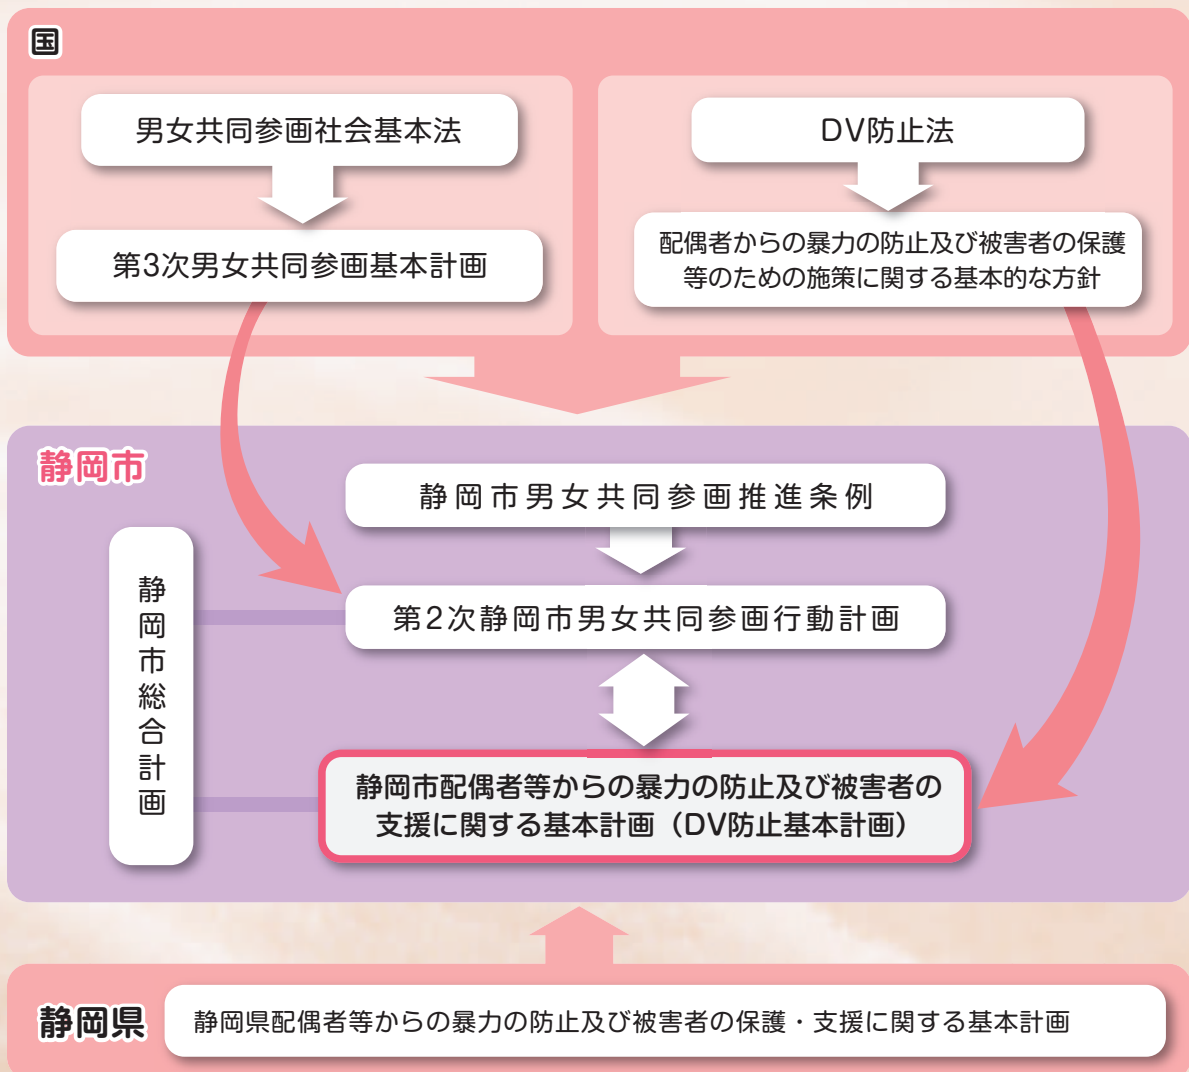 国
男女共同参画社会基本法
第3次男女共同参画基本計画
DV防止法
配偶者からの暴力の防止及び被害者の保護
等のための施策に関する基本的な方針
静岡市
静岡市総合計画
静岡市男女共同参画推進条例
第2次静岡市男女共同参画行動計画
静岡市配偶者等からの暴力の防止及び被害者の
支援に関する基本計画（DV防止基本計画）
静岡県
静岡県配偶者等からの暴力の防止及び被害者の保護・支援に関する基本計画